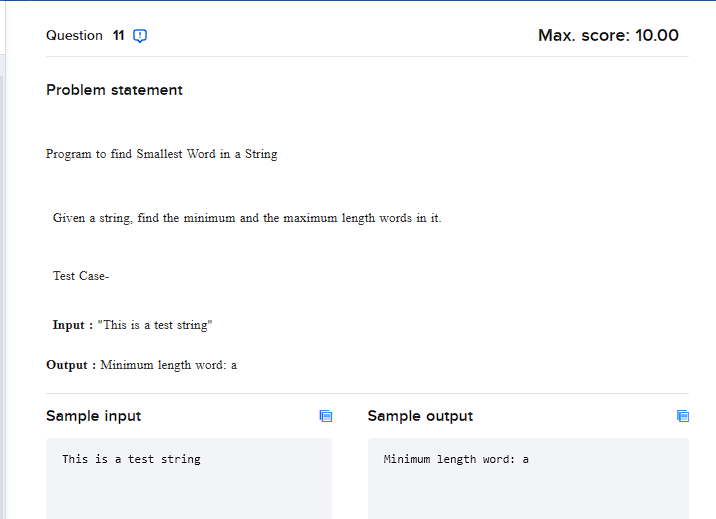 Question 11
Max. score: 10.00
Problem statement
Program to find Smallest Word in a String
Given a string, find the minimum and the maximum length words in it.
Test Case-
Input : "This is a test string"
Output : Minimum length word: a
Sample input
Sample output
This is a test string
Minimum length word: a